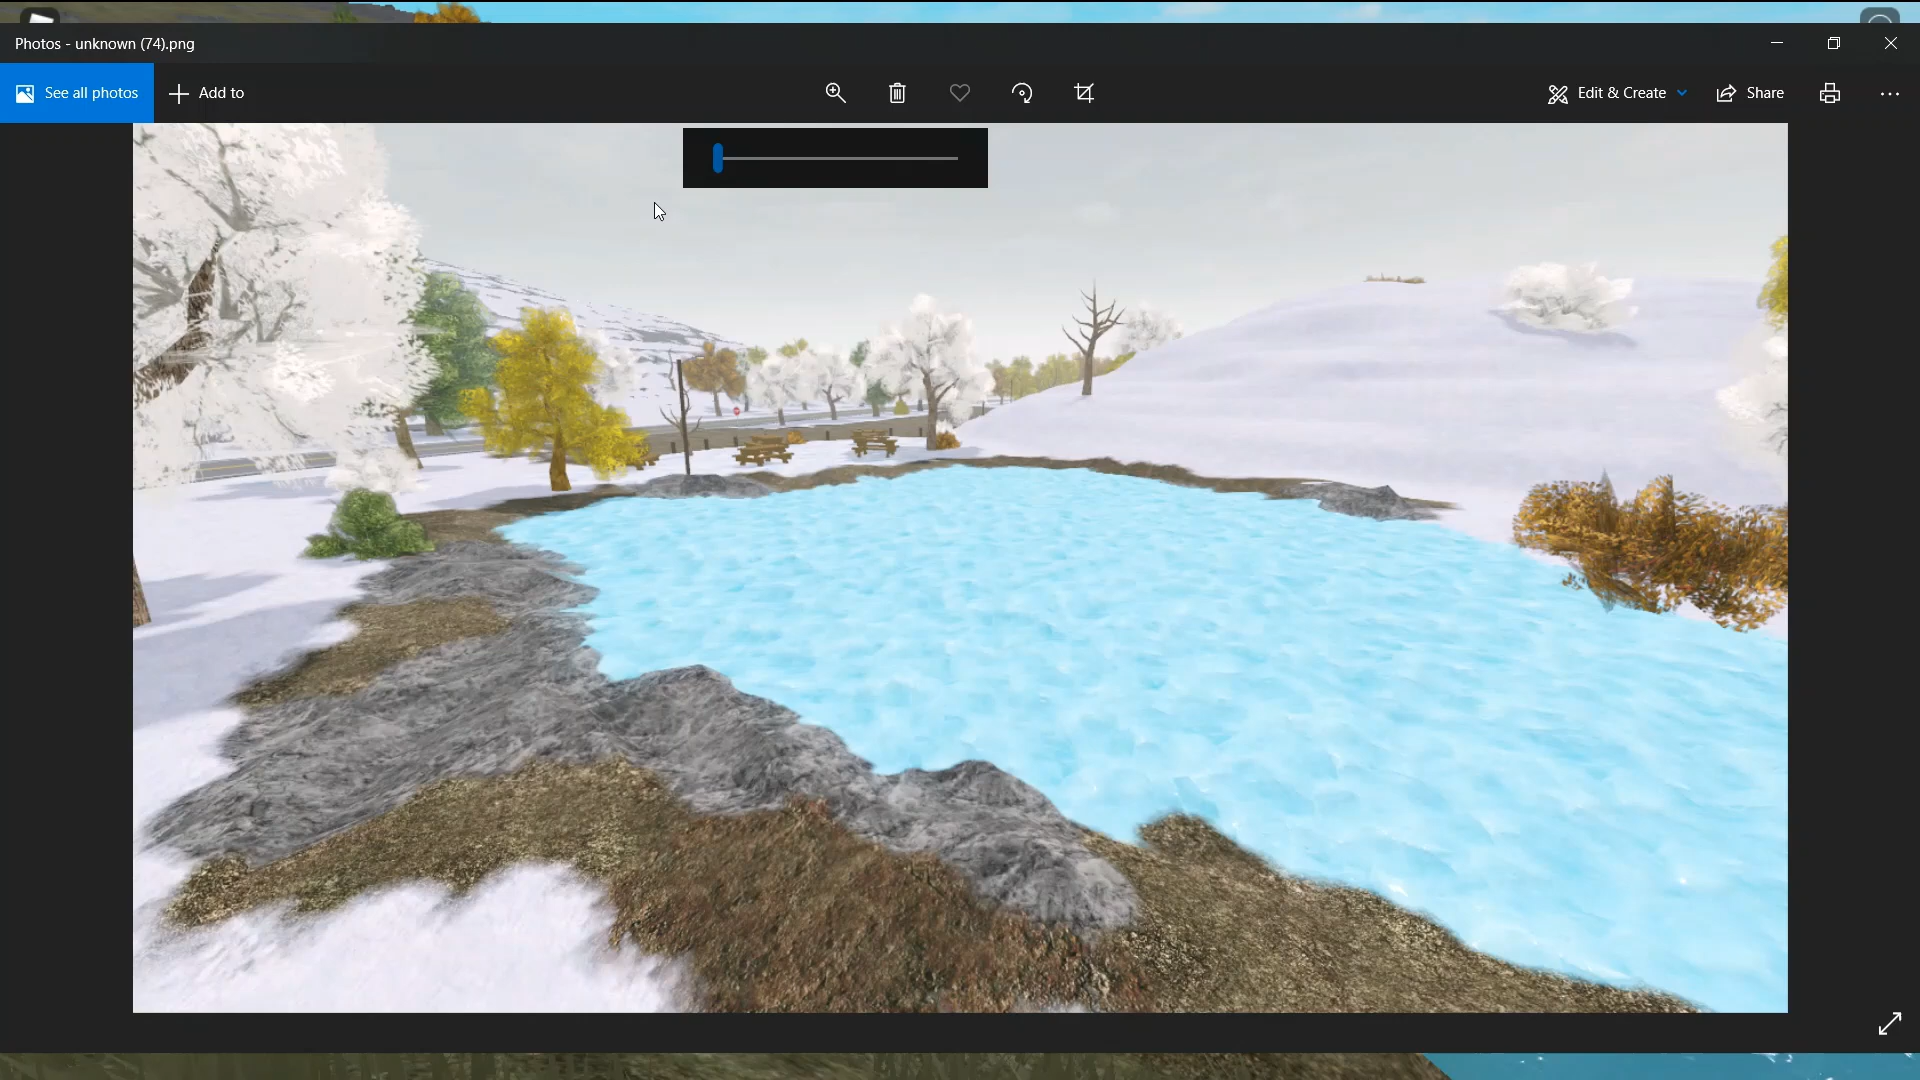 Photos - unknown (74).png
See all photos
Add to
Edit & Create
Share